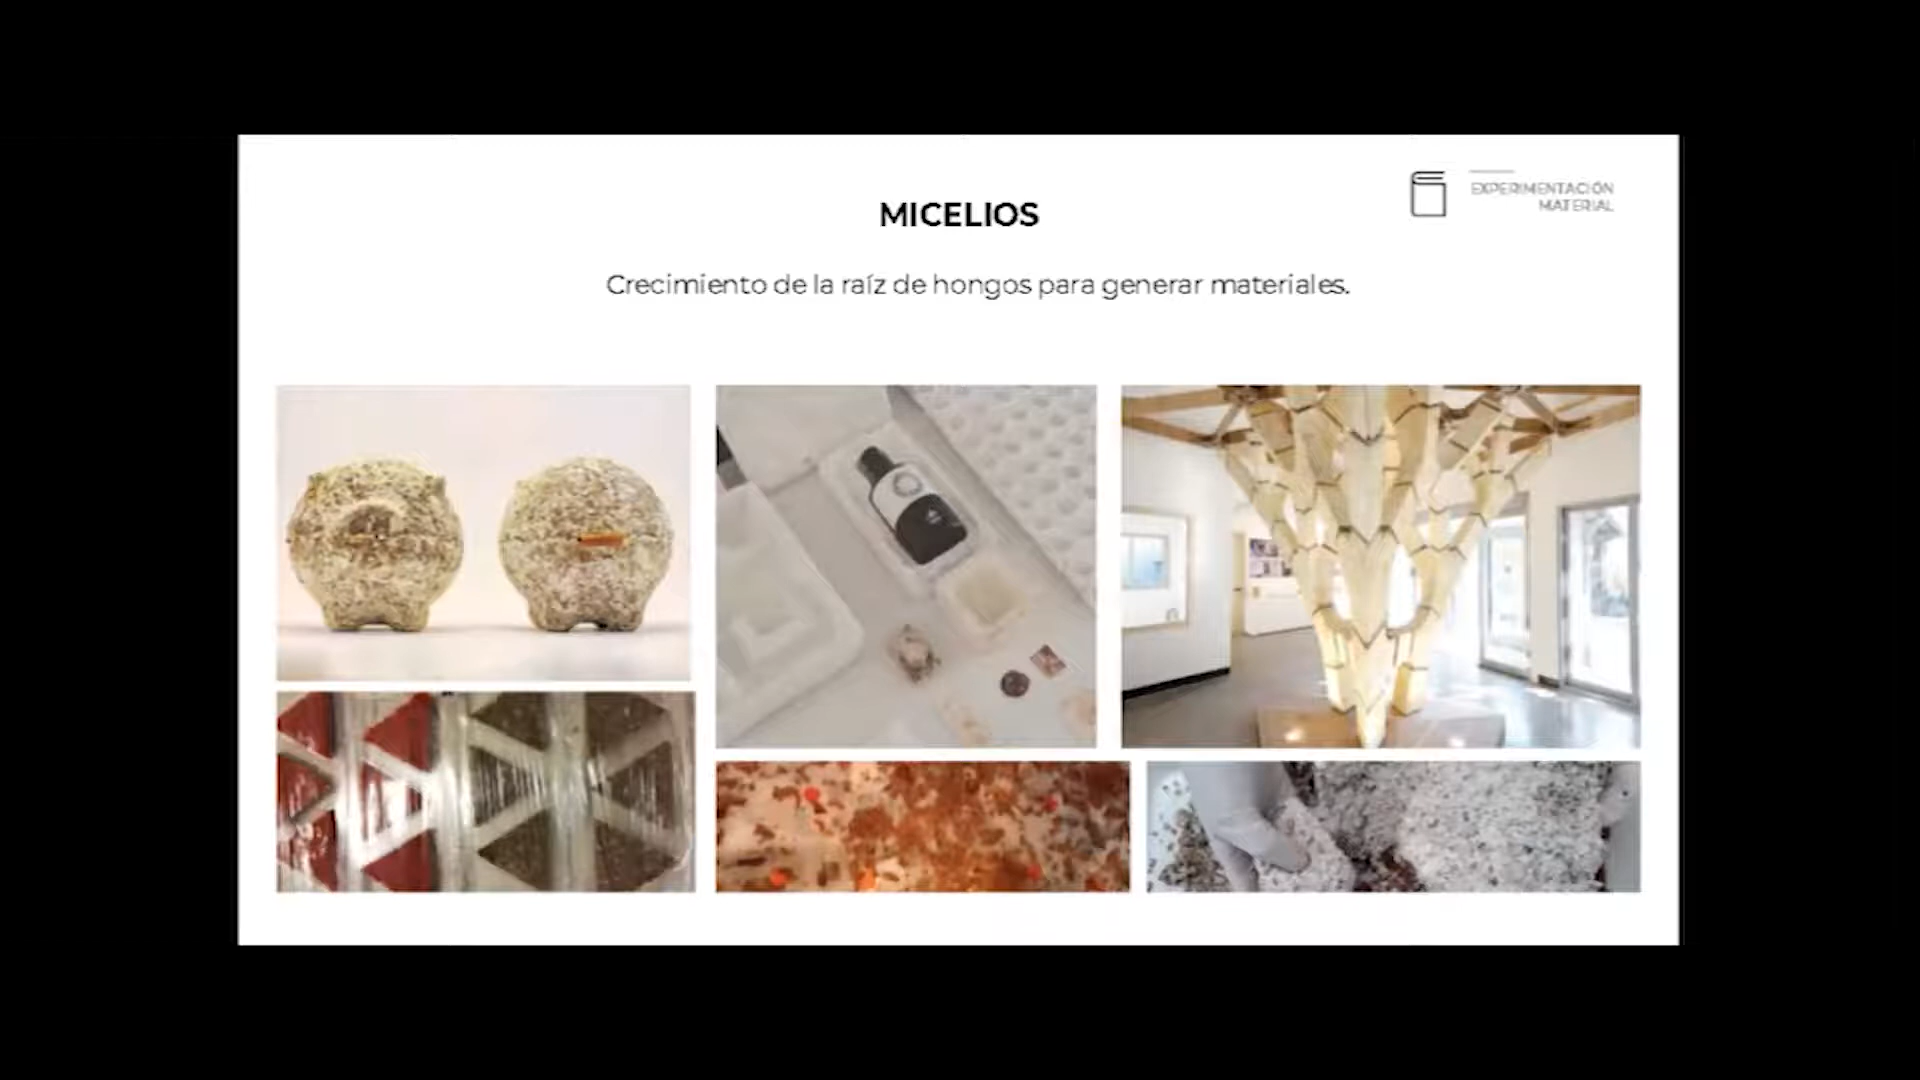 EXPERIMENTACIÓN
MATERIAL
MICELIOS
Crecimiento de la raíz de hongos para generar materiales.